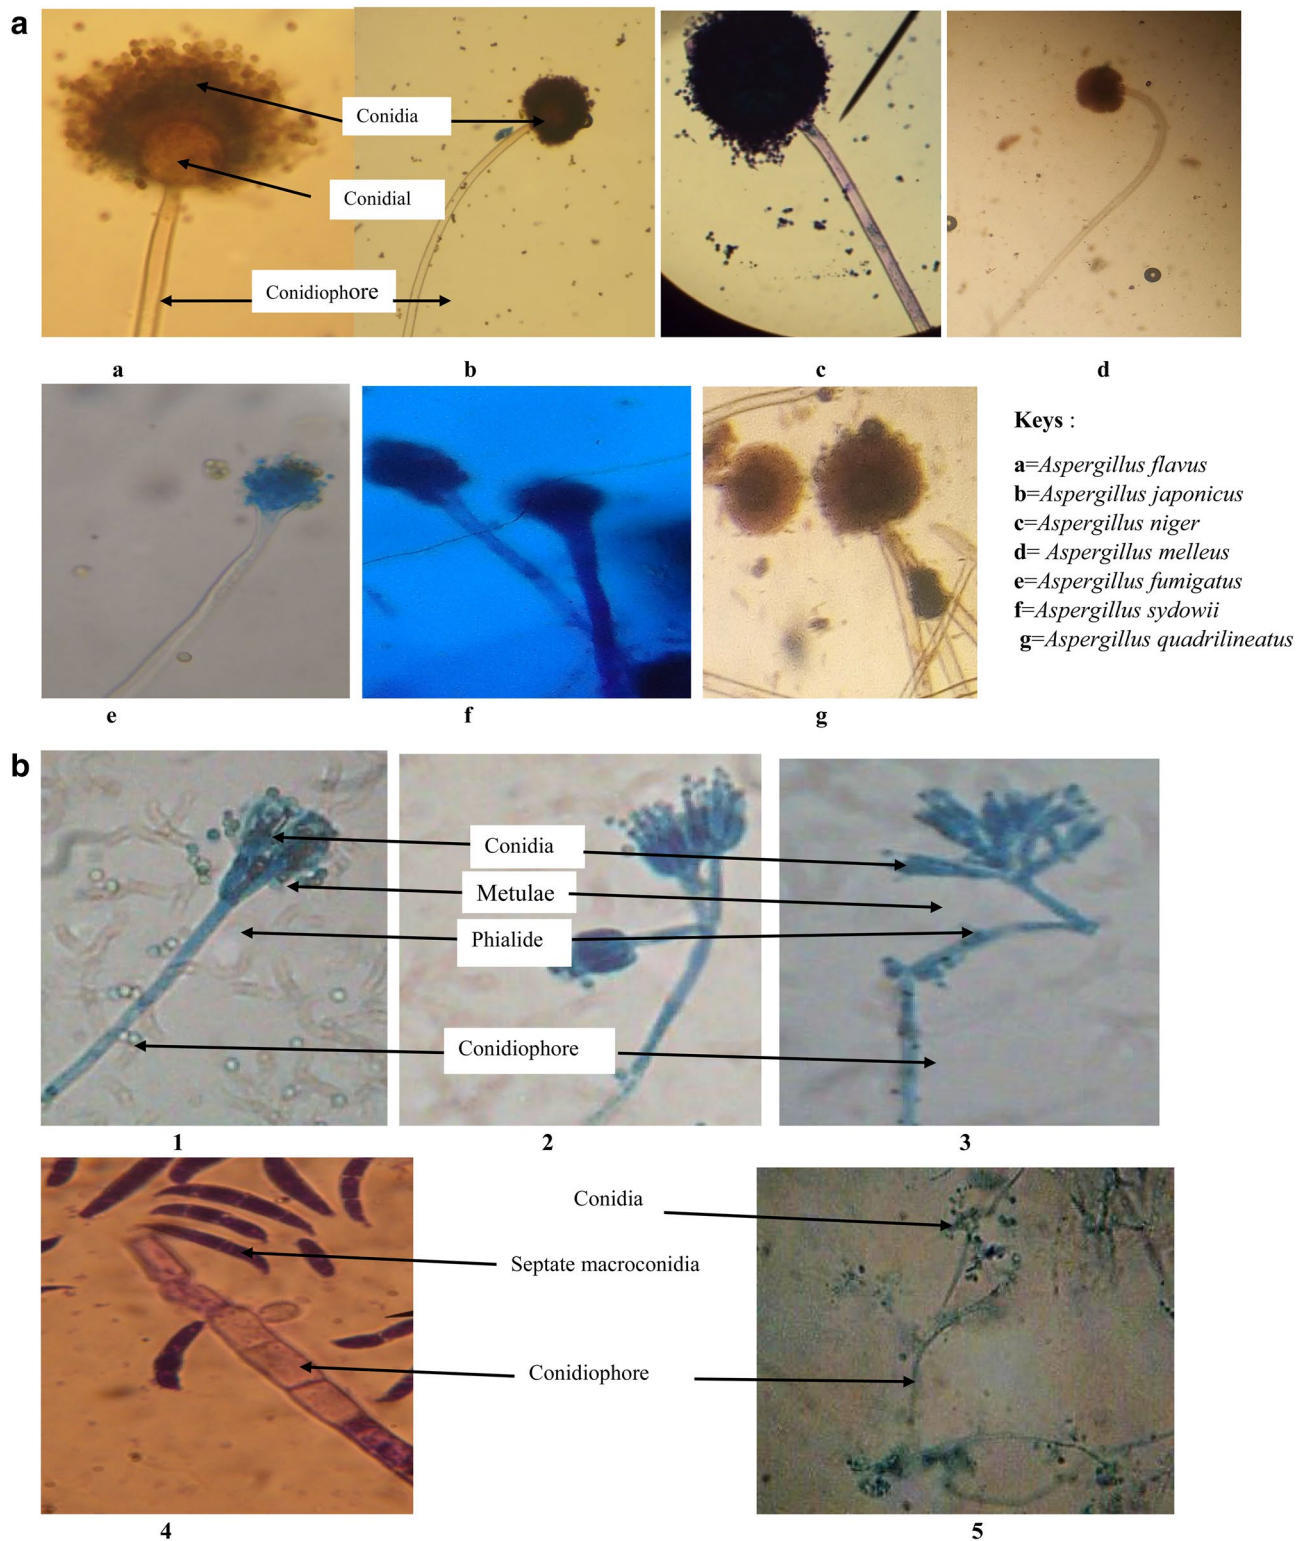 a
Conidia
Conidial
Conidiophore
a b c d
Keys :
a=Aspergillus flavus
b=Aspergillus japonicus
c=Aspergillus niger
d= Aspergillus melleus
e=Aspergillus fumigatus
f=Aspergillus sydowii
g=Aspergillus quadrilineatus
e f g
b
Conidia
Metulae
Phialide
Conidiophore
1 2 3
Conidia
Septate macroconidia
Conidiophore
4 5